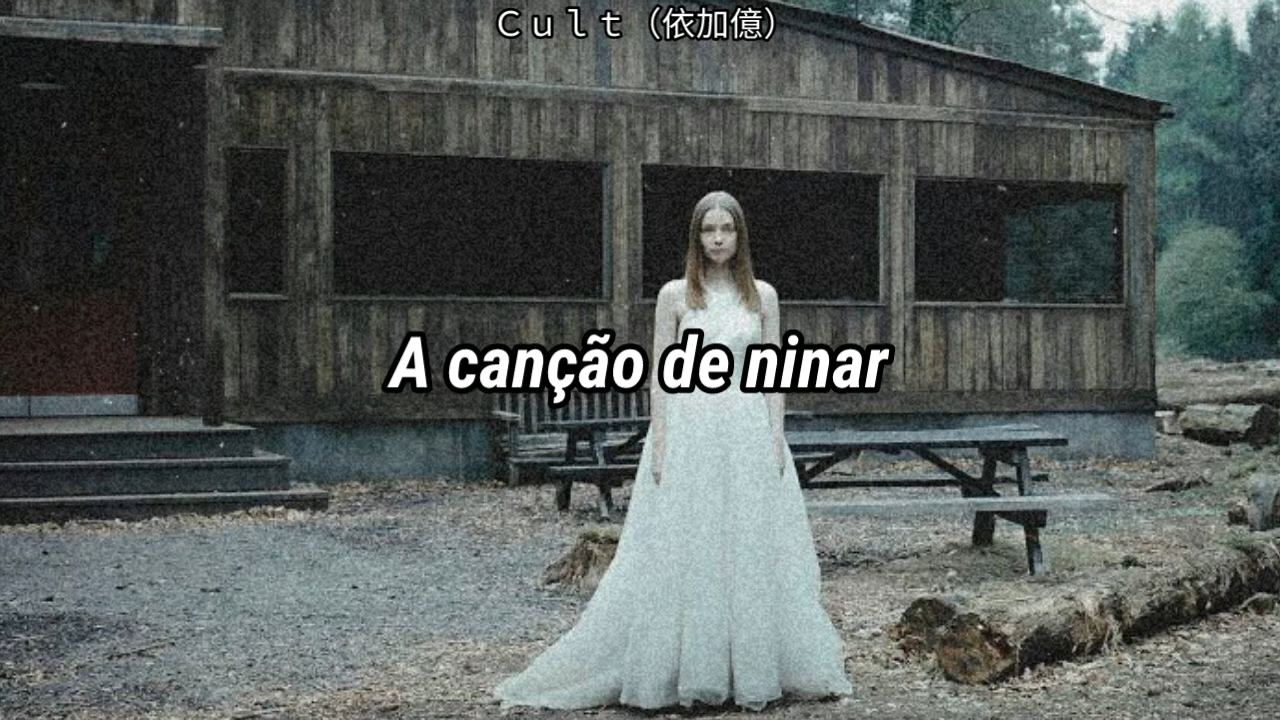 Ｃｕｌｔ（依加億）
A canção de ninar